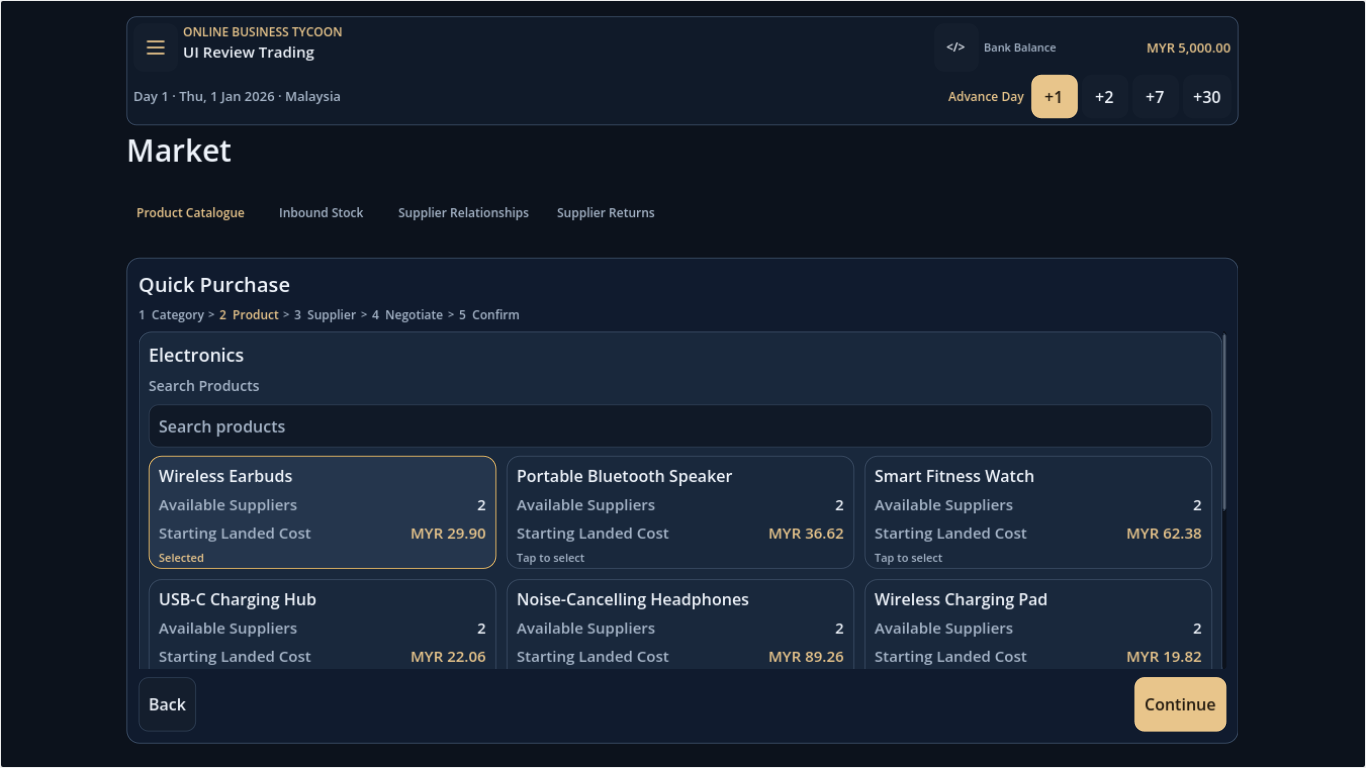 ONLINE BUSINESS TYCOON
UI Review Trading
</> Bank Balance MYR 5,000.00
Day 1 · Thu, 1 Jan 2026 · Malaysia
Advance Day +1 +2 +7 +30
Market
Product Catalogue Inbound Stock Supplier Relationships Supplier Returns
Quick Purchase
1 Category > 2 Product > 3 Supplier > 4 Negotiate > 5 Confirm
Electronics
Search Products
Search products
Wireless Earbuds
Available Suppliers 2
Starting Landed Cost MYR 29.90
Selected
Portable Bluetooth Speaker
Available Suppliers 2
Starting Landed Cost MYR 36.62
Tap to select
Smart Fitness Watch
Available Suppliers 2
Starting Landed Cost MYR 62.38
Tap to select
USB-C Charging Hub
Available Suppliers 2
Starting Landed Cost MYR 22.06
Noise-Cancelling Headphones
Available Suppliers 2
Starting Landed Cost MYR 89.26
Wireless Charging Pad
Available Suppliers 2
Starting Landed Cost MYR 19.82
Back
Continue